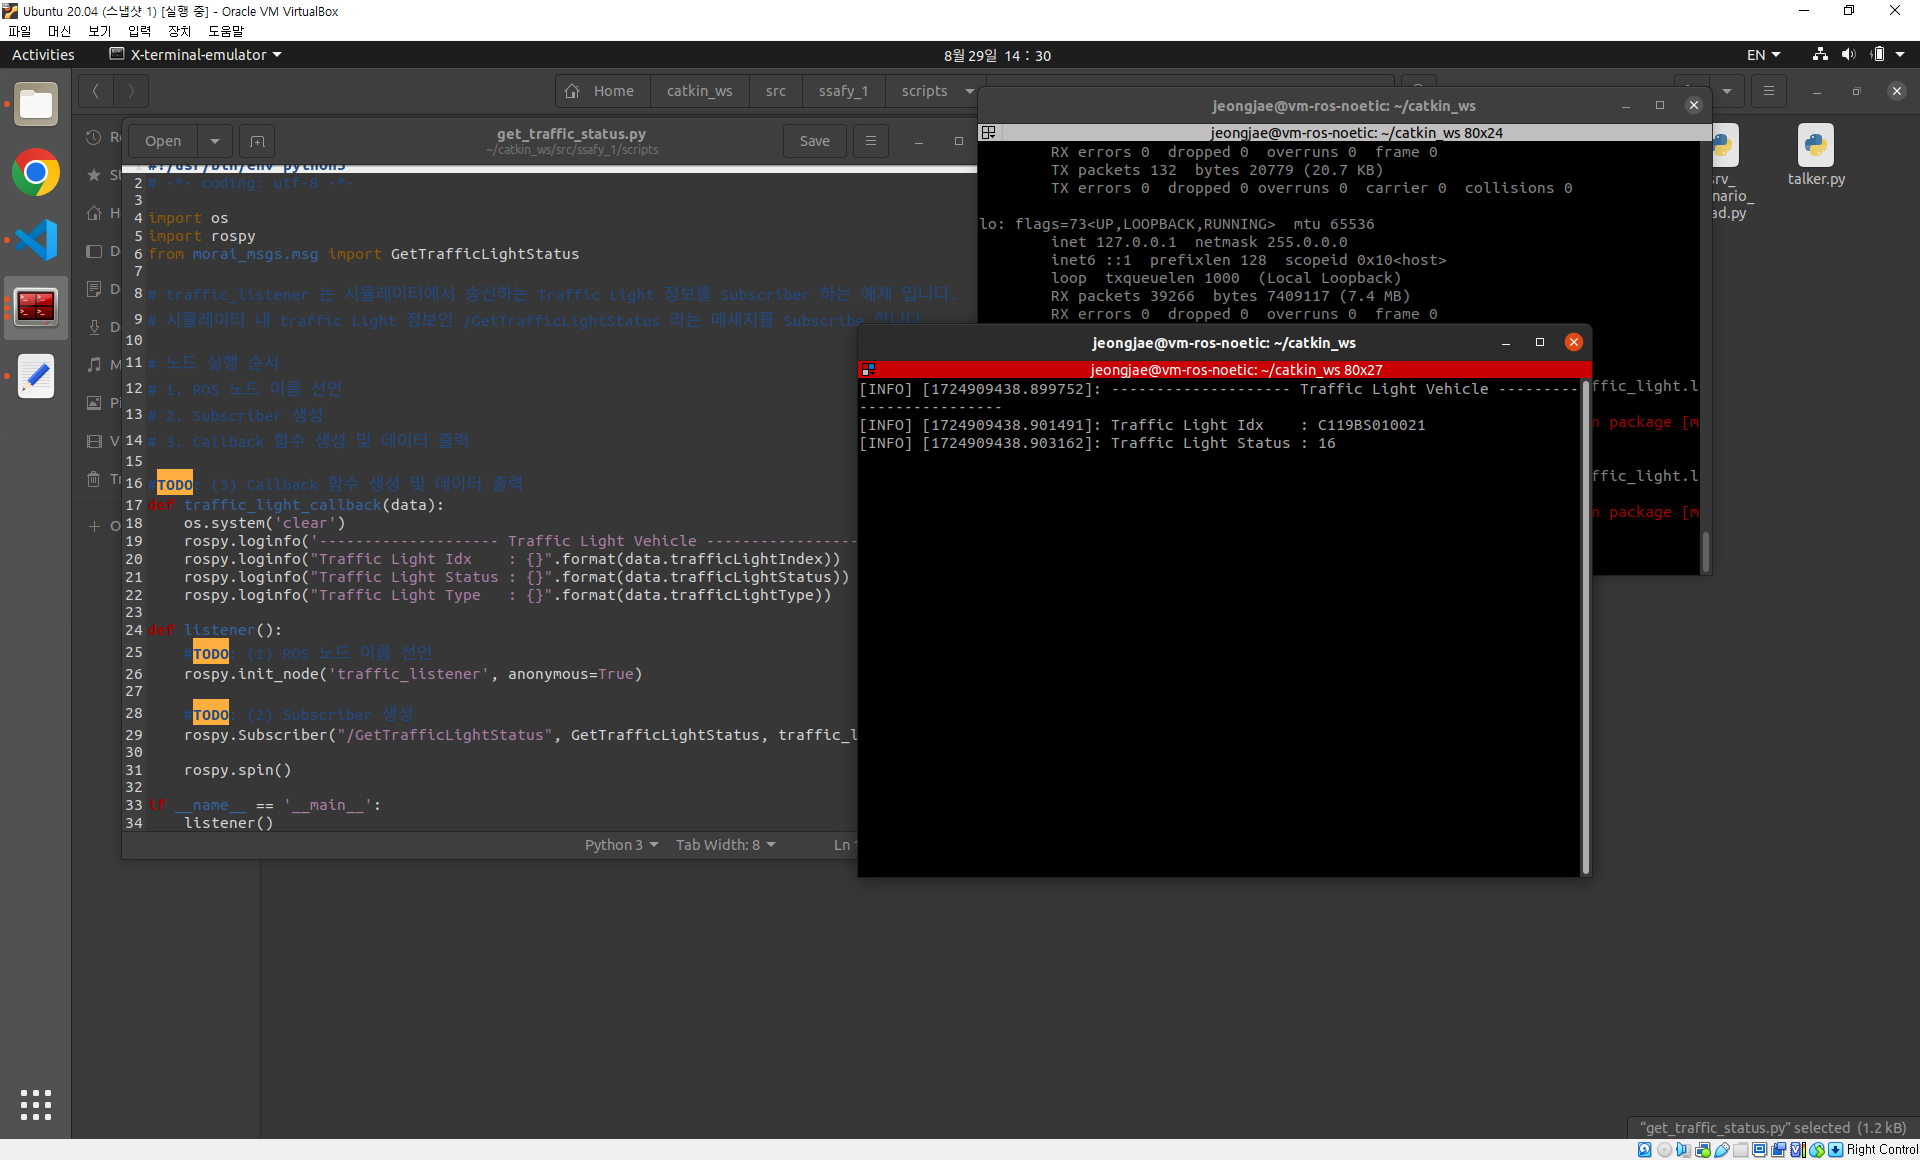 Ubuntu 20.04 (스냅샷 1) [실행 중] - Oracle VM VirtualBox
파일 머신 보기 입력 장치 도움말
Activities X-terminal-emulator 8월 29일 14 : 30 EN
Home catkin_ws src ssafy_1 scripts
Open get_traffic_status.py Save
~/catkin_ws/src/ssafy_1/scripts
#!/usr/bin/env python3
2 # -*- coding: utf-8 -*-
3
4 import os
5 import rospy
6 from morai_msgs.msg import GetTrafficLightStatus
7
8 # traffic_listener 는 시뮬레이터에서 송신하는 Traffic Light 정보를 Subscriber 하는 예제 입니다.
9 # 시뮬레이터 내 traffic Light 정보인 /GetTrafficLightStatus 라는 메세지를 Subscribe 합니다
10
11 # 노드 실행 순서
12 # 1. ROS 노드 이름 선언
13 # 2. Subscriber 생성
14 # 3. Callback 함수 생성 및 데이터 출력
15
16 #TODO: (3) Callback 함수 생성 및 데이터 출력
17 def traffic_light_callback(data):
18 os.system('clear')
19 rospy.loginfo('-------------------- Traffic Light Vehicle -----------------
20 rospy.loginfo("Traffic Light Idx    : {}".format(data.trafficLightIndex))
21 rospy.loginfo("Traffic Light Status : {}".format(data.trafficLightStatus))
22 rospy.loginfo("Traffic Light Type   : {}".format(data.trafficLightType))
23
24 def listener():
25 #TODO: (1) ROS 노드 이름 선언
26 rospy.init_node('traffic_listener', anonymous=True)
27
28 #TODO: (2) Subscriber 생성
29 rospy.Subscriber("/GetTrafficLightStatus", GetTrafficLightStatus, traffic_l
30
31 rospy.spin()
32
33 if __name__ == '__main__':
34 listener()
Python 3 Tab Width: 8 Ln
jeongjae@vm-ros-noetic: ~/catkin_ws
jeongjae@vm-ros-noetic: ~/catkin_ws 80x24
RX errors 0  dropped 0  overruns 0  frame 0
TX packets 132  bytes 20779 (20.7 KB)
TX errors 0  dropped 0 overruns 0  carrier 0  collisions 0
lo: flags=73<UP,LOOPBACK,RUNNING>  mtu 65536
inet 127.0.0.1  netmask 255.0.0.0
inet6 ::1  prefixlen 128  scopeid 0x10<host>
loop  txqueuelen 1000  (Local Loopback)
RX packets 39266  bytes 7409117 (7.4 MB)
RX errors 0  dropped 0  overruns 0  frame 0
ffic_light.l
n package [m
ffic_light.l
n package [m
jeongjae@vm-ros-noetic: ~/catkin_ws
jeongjae@vm-ros-noetic: ~/catkin_ws 80x27
[INFO] [1724909438.899752]: -------------------- Traffic Light Vehicle ---------
----------------
[INFO] [1724909438.901491]: Traffic Light Idx    : C119BS010021
[INFO] [1724909438.903162]: Traffic Light Status : 16
srv_
nario_
ad.py
talker.py
"get_traffic_status.py" selected (1.2 kB)
Right Control